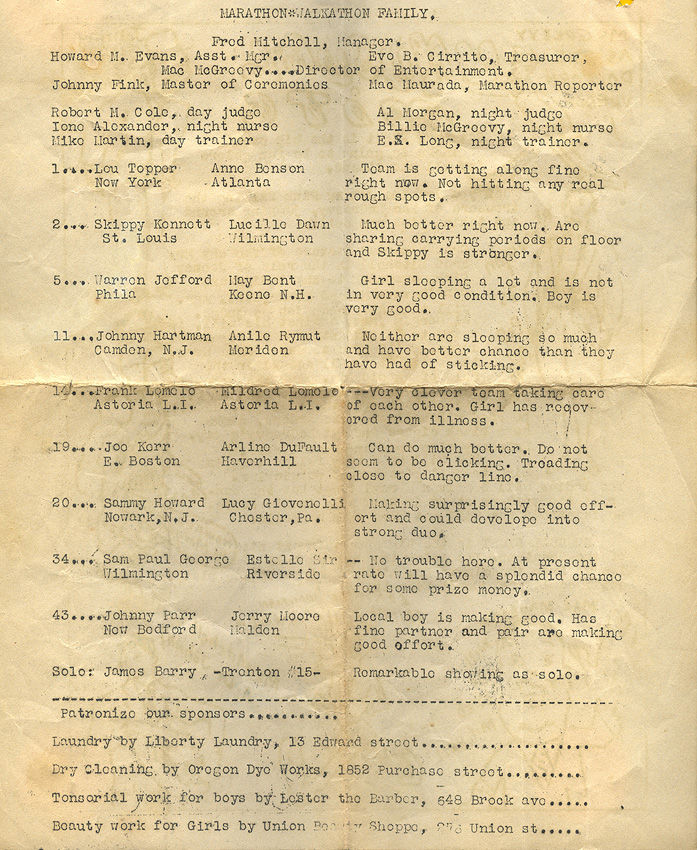 MARATHON*WALKATHON FAMILY.
Fred Mitchell, Manager.
Howard M. Evans, Asst. Mgr. Eve B. Cirrito, Treasurer,
Mac McGreevy....Director of Entertainment.
Johnny Fink, Master of Ceremonies Mac Maurada, Marathon Reporter
Robert M. Cole, day judge Al Morgan, night judge
Ione Alexander, night nurse Billie McGreevy, night nurse
Mike Martin, day trainer E.X. Long, night trainer.
1....Lou Topper Anne Benson Team is getting along fine
New York Atlanta right now. Not hitting any real
rough spots.
2...Skippy Kennett Lucille Dawn Much better right now. Are
St. Louis Wilmington sharing carrying periods on floor
and Skippy is stronger.
5...Warren Jefford May Bent Girl sleeping a lot and is not
Phila Keene N.H. in very good condition. Boy is
very good.
11...Johnny Hartman Anile Rymut Neither are sleeping so much
Camden, N.J. Meriden and have better chance than they
have had of sticking.
14...Frank Lomele Mildred Lomele ---Very clever team taking care
Astoria L.I. Astoria L.I. of each other. Girl has recov-
ered from illness.
19....Joe Kerr Arline DuFault Can do much better. Do not
E. Boston Haverhill seem to be clicking. Treading
close to danger line.
20.... Sammy Howard Lucy Giovenelli Making surprisingly good eff-
Newark,N.J. Chester,Pa. ort and could develope into
strong duo.
34.... Sam Paul George Estelle Sir -- No trouble here. At present
Wilmington Riverside rate will have a splendid chance
for some prize money.
43....Johnny Parr Jerry Moore Local boy is making good. Has
New Bedford Malden fine partner and pair are making
good effort.
Solo: James Barry, -Trenton #15- Remarkable showing as solo.
Patronize our sponsors...........
Laundry by Liberty Laundry, 13 Edward street....................
Dry Cleaning by Oregon Dye Works, 1852 Purchase street.........
Tonsorial work for boys by Lester the Barber, 648 Brock ave.....
Beauty work for Girls by Union Beauty Shoppe, Union st.....